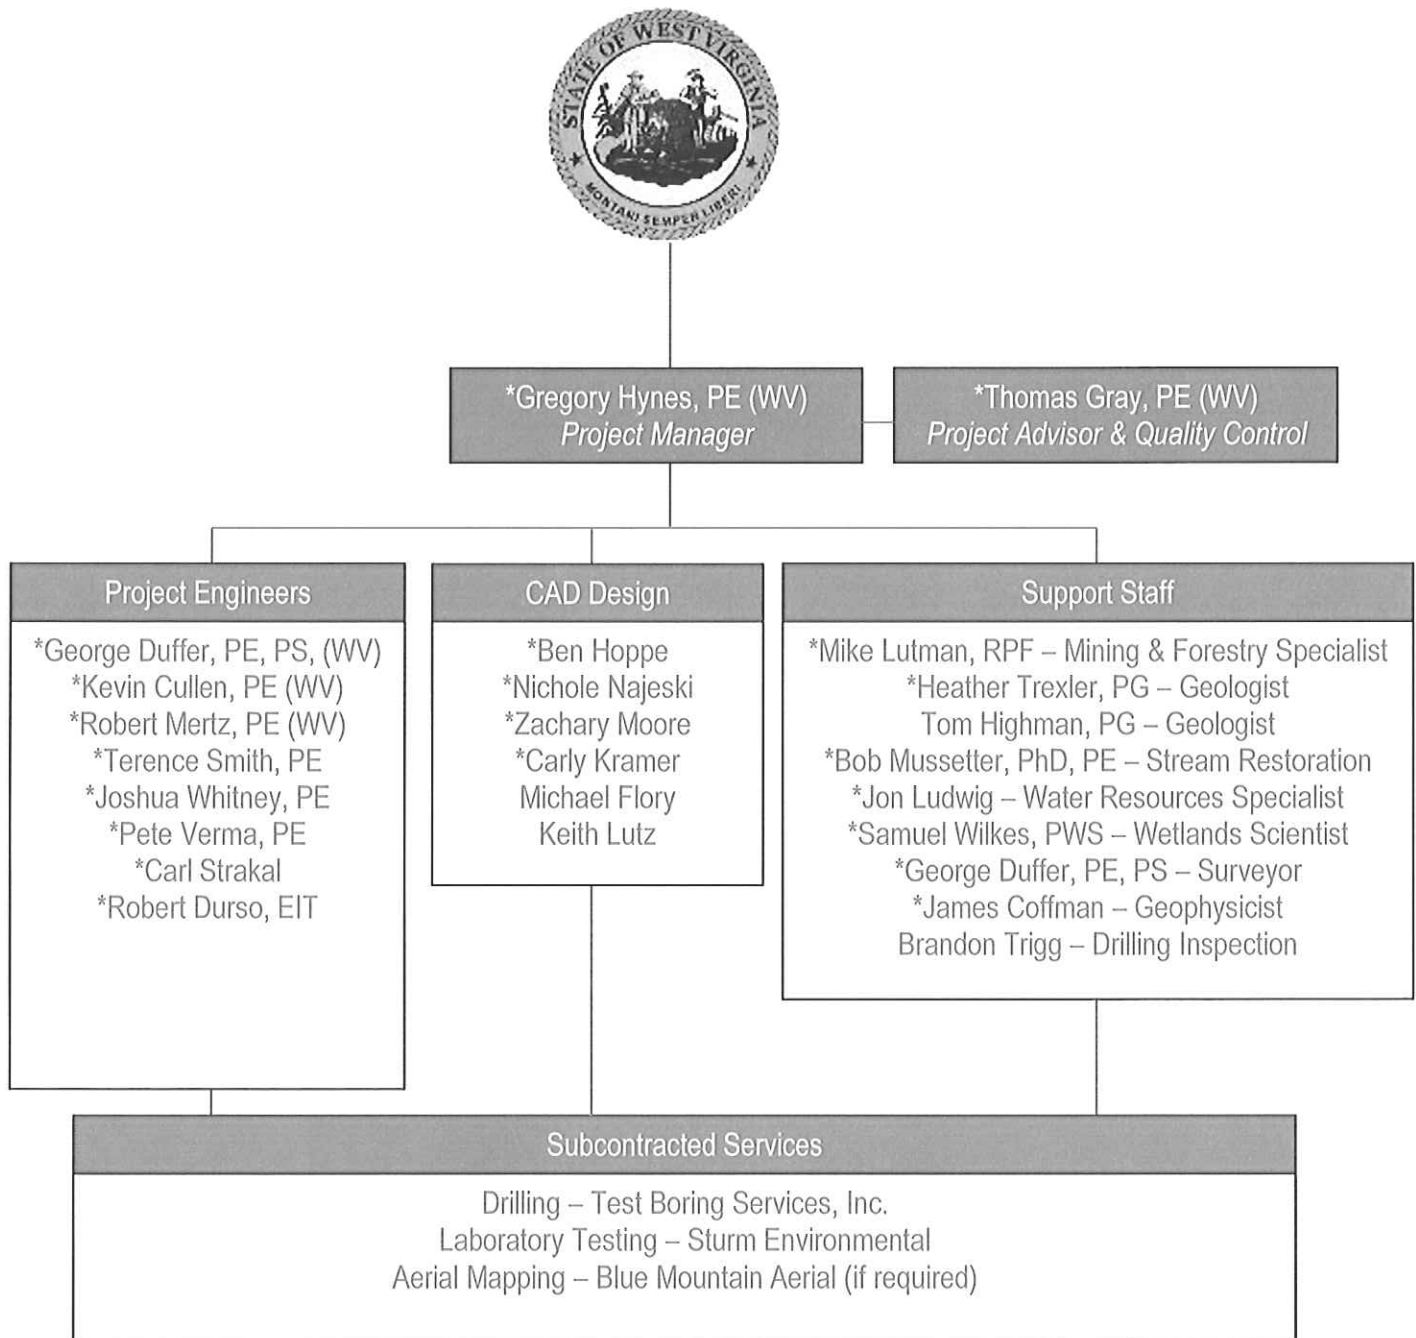 STATE OF WEST VIRGINIA
MONTANI SEMPER LIBERI
*Gregory Hynes, PE (WV)
Project Manager
*Thomas Gray, PE (WV)
Project Advisor & Quality Control
Project Engineers
*George Duffer, PE, PS, (WV)
*Kevin Cullen, PE (WV)
*Robert Mertz, PE (WV)
*Terence Smith, PE
*Joshua Whitney, PE
*Pete Verma, PE
*Carl Strakal
*Robert Durso, EIT
CAD Design
*Ben Hoppe
*Nichole Najeski
*Zachary Moore
*Carly Kramer
Michael Flory
Keith Lutz
Support Staff
*Mike Lutman, RPF – Mining & Forestry Specialist
*Heather Trexler, PG – Geologist
Tom Highman, PG – Geologist
*Bob Mussetter, PhD, PE – Stream Restoration
*Jon Ludwig – Water Resources Specialist
*Samuel Wilkes, PWS – Wetlands Scientist
*George Duffer, PE, PS – Surveyor
*James Coffman – Geophysicist
Brandon Trigg – Drilling Inspection
Subcontracted Services
Drilling – Test Boring Services, Inc.
Laboratory Testing – Sturm Environmental
Aerial Mapping – Blue Mountain Aerial (if required)